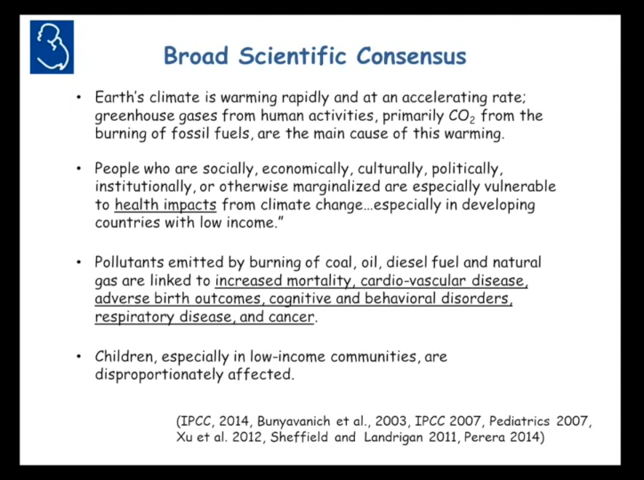 Broad Scientific Consensus
• Earth's climate is warming rapidly and at an accelerating rate;
greenhouse gases from human activities, primarily CO₂ from the
burning of fossil fuels, are the main cause of this warming.
• People who are socially, economically, culturally, politically,
institutionally, or otherwise marginalized are especially vulnerable
to health impacts from climate change…especially in developing
countries with low income."
• Pollutants emitted by burning of coal, oil, diesel fuel and natural
gas are linked to increased mortality, cardio-vascular disease,
adverse birth outcomes, cognitive and behavioral disorders,
respiratory disease, and cancer.
• Children, especially in low-income communities, are
disproportionately affected.
(IPCC, 2014, Bunyavanich et al., 2003, IPCC 2007, Pediatrics 2007,
Xu et al. 2012, Sheffield and Landrigan 2011, Perera 2014)